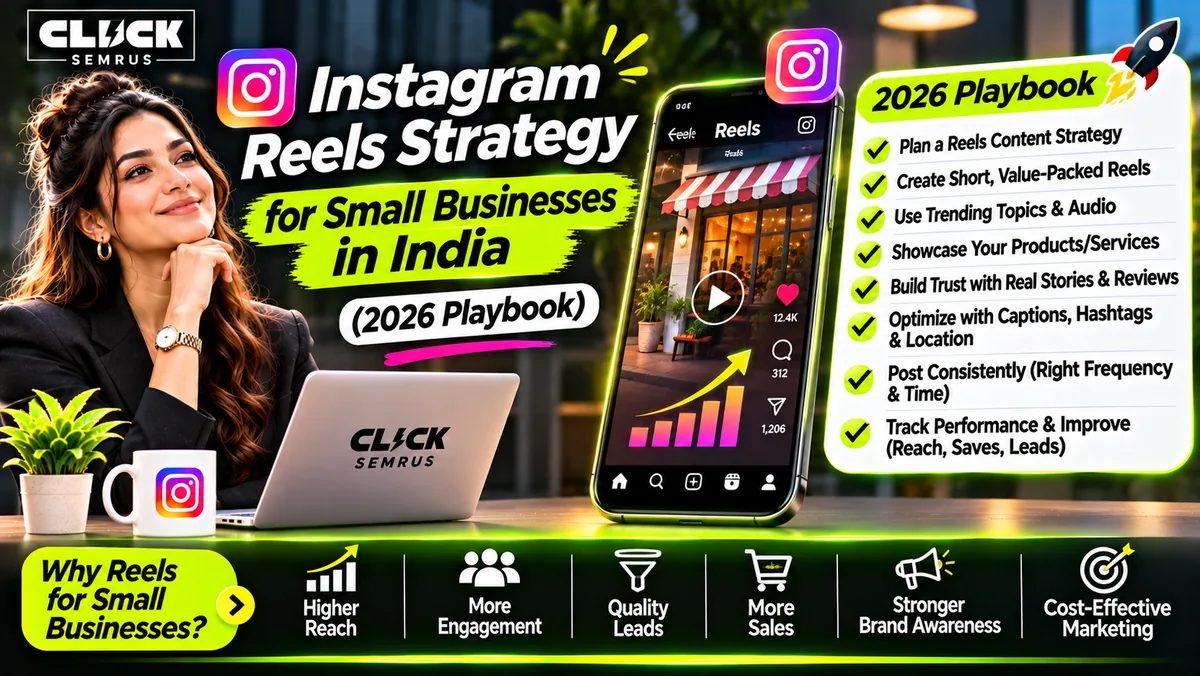 CLICK
SEMRUS
Instagram
Reels Strategy
for Small Businesses
in India
(2026 Playbook)
CLICK
SEMRUS
Reels
12.4K
312
1,206
2026 Playbook
Plan a Reels Content Strategy
Create Short, Value-Packed Reels
Use Trending Topics & Audio
Showcase Your Products/Services
Build Trust with Real Stories & Reviews
Optimize with Captions, Hashtags
& Location
Post Consistently (Right Frequency
& Time)
Track Performance & Improve
(Reach, Saves, Leads)
Why Reels
for Small
Businesses?
Higher
Reach
More
Engagement
Quality
Leads
More
Sales
Stronger
Brand Awareness
Cost-Effective
Marketing